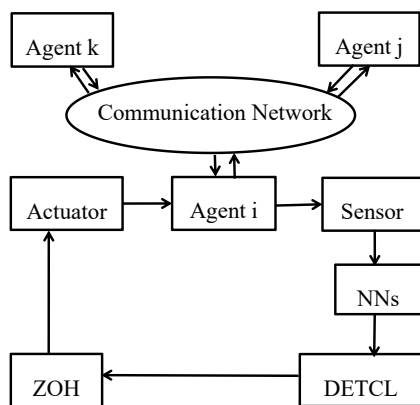 Agent k
Agent j
Communication Network
Actuator
Agent i
Sensor
NNs
ZOH
DETCL